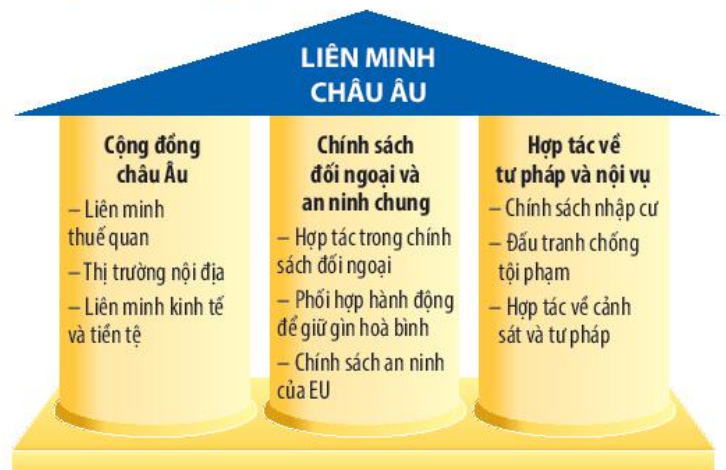 LIÊN MINH
CHÂU ÂU
Cộng đồng
châu Âu
– Liên minh
thuế quan
– Thị trường nội địa
– Liên minh kinh tế
và tiền tệ
Chính sách
đối ngoại và
an ninh chung
– Hợp tác trong chính
sách đối ngoại
– Phối hợp hành động
để giữ gìn hoà bình
– Chính sách an ninh
của EU
Hợp tác về
tư pháp và nội vụ
– Chính sách nhập cư
– Đấu tranh chống
tội phạm
– Hợp tác về cảnh
sát và tư pháp